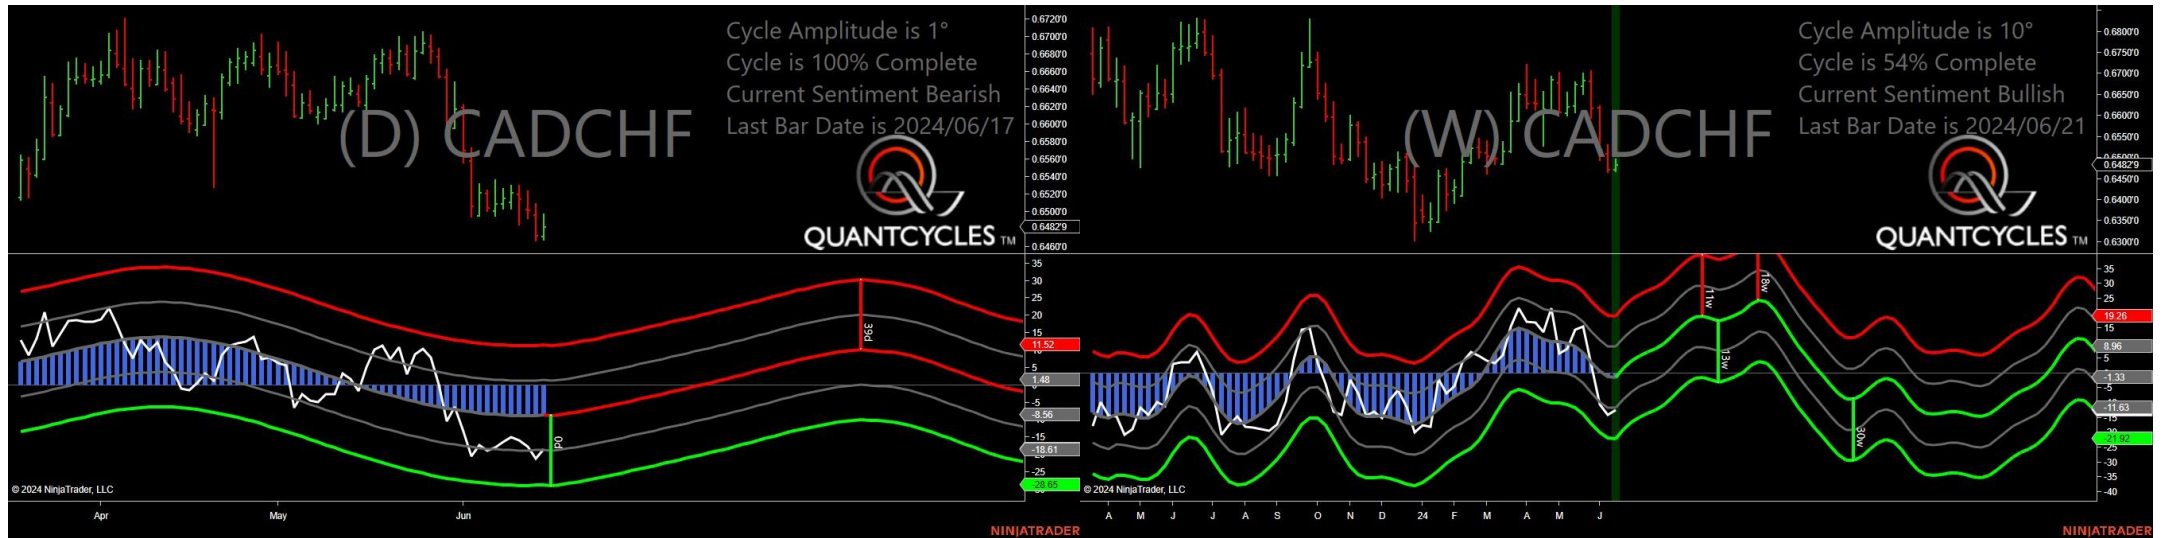 Cycle Amplitude is 1°
Cycle is 100% Complete
Current Sentiment Bearish
Last Bar Date is 2024/06/17
(D) CADCHF
QUANTCYCLES TM
0.6720'0
0.6700'0
0.6680'0
0.6660'0
0.6640'0
0.6620'0
0.6600'0
0.6580'0
0.6560'0
0.6540'0
0.6520'0
0.6500'0
0.6482'9
0.6460'0
35
30
25
20
15
11.52
5
1.48
-5
-8.56
-15
-18.61
-25
-28.65
39d
0d
© 2024 NinjaTrader, LLC
Apr May Jun
NINJATRADER
Cycle Amplitude is 10°
Cycle is 54% Complete
Current Sentiment Bullish
Last Bar Date is 2024/06/21
(W) CADCHF
QUANTCYCLES TM
0.6800'0
0.6750'0
0.6700'0
0.6650'0
0.6600'0
0.6550'0
0.6500'0
0.6482'9
0.6450'0
0.6400'0
0.6350'0
0.6300'0
35
30
25
19.26
15
8.96
5
-1.33
-5
-11.63
-21.92
-25
-30
-35
-40
11w
18w
13w
30w
© 2024 NinjaTrader, LLC
A M J J A S O N D 24 F M A M J
NINJATRADER